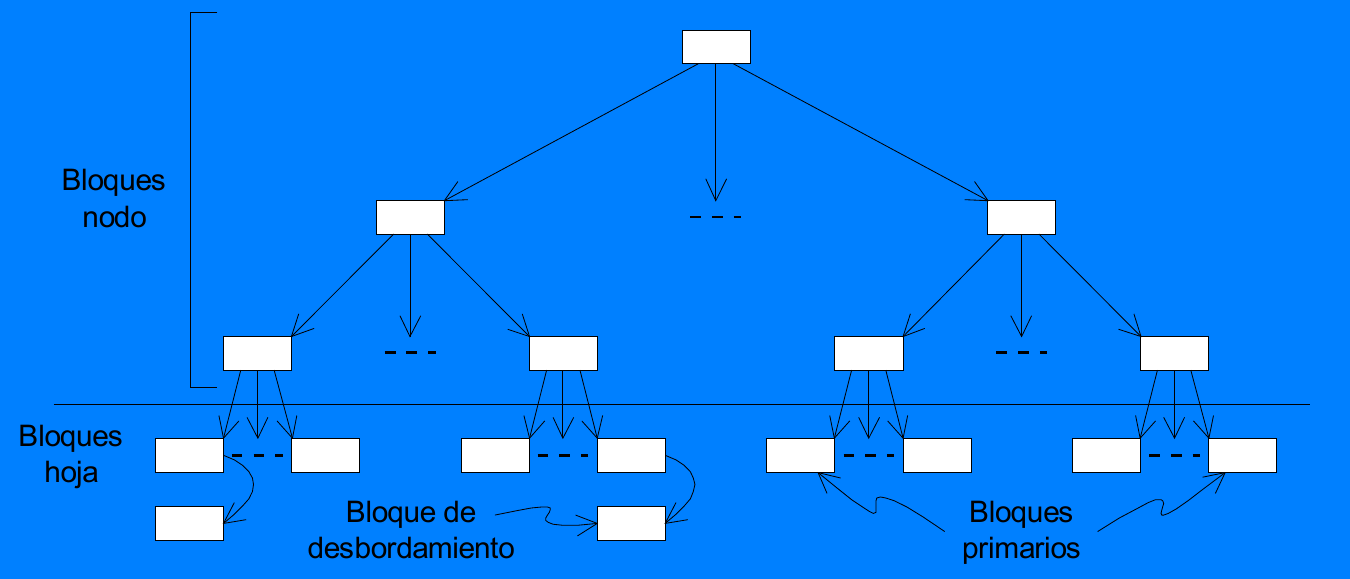 Bloques
nodo
Bloques
hoja
Bloque de
desbordamiento
Bloques
primarios